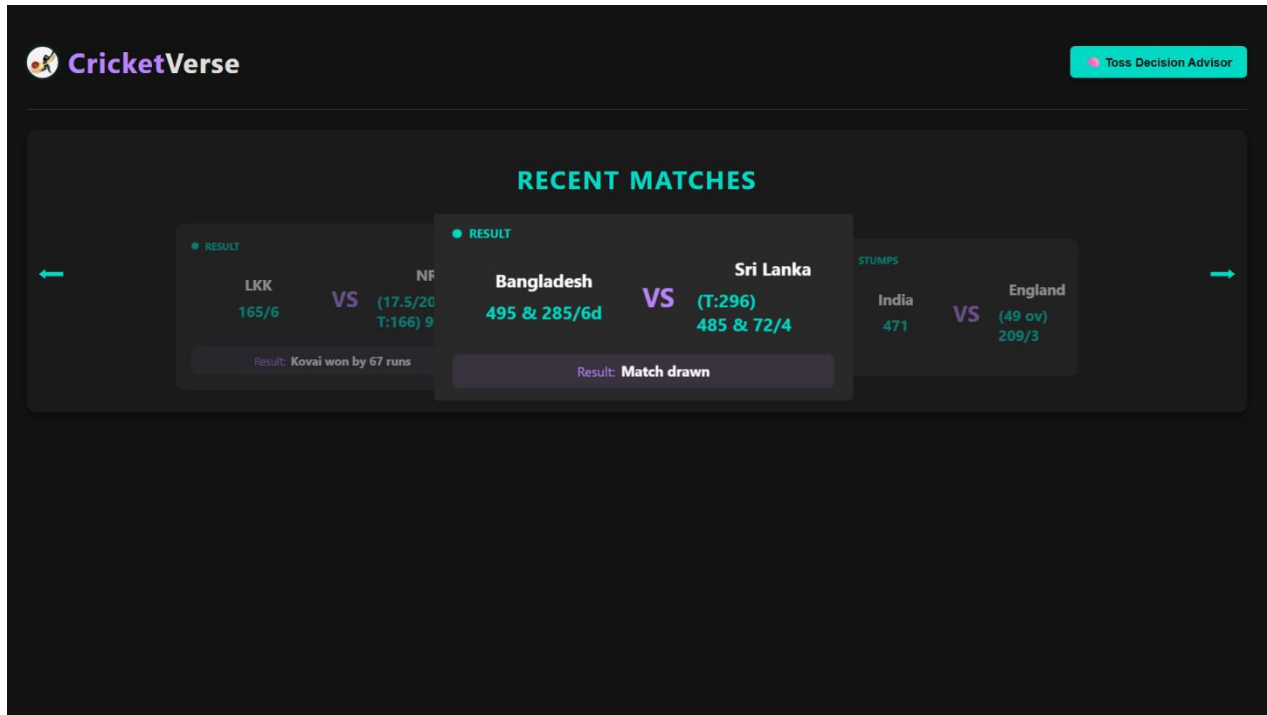 CricketVerse
Toss Decision Advisor
RECENT MATCHES
RESULT
LKK
165/6
VS
(17.5/20
T:166) 9
Result: Kovai won by 67 runs
RESULT
Bangladesh
495 & 285/6d
VS
Sri Lanka
(T:296)
485 & 72/4
Result: Match drawn
STUMPS
India
471
VS
England
(49 ov)
209/3